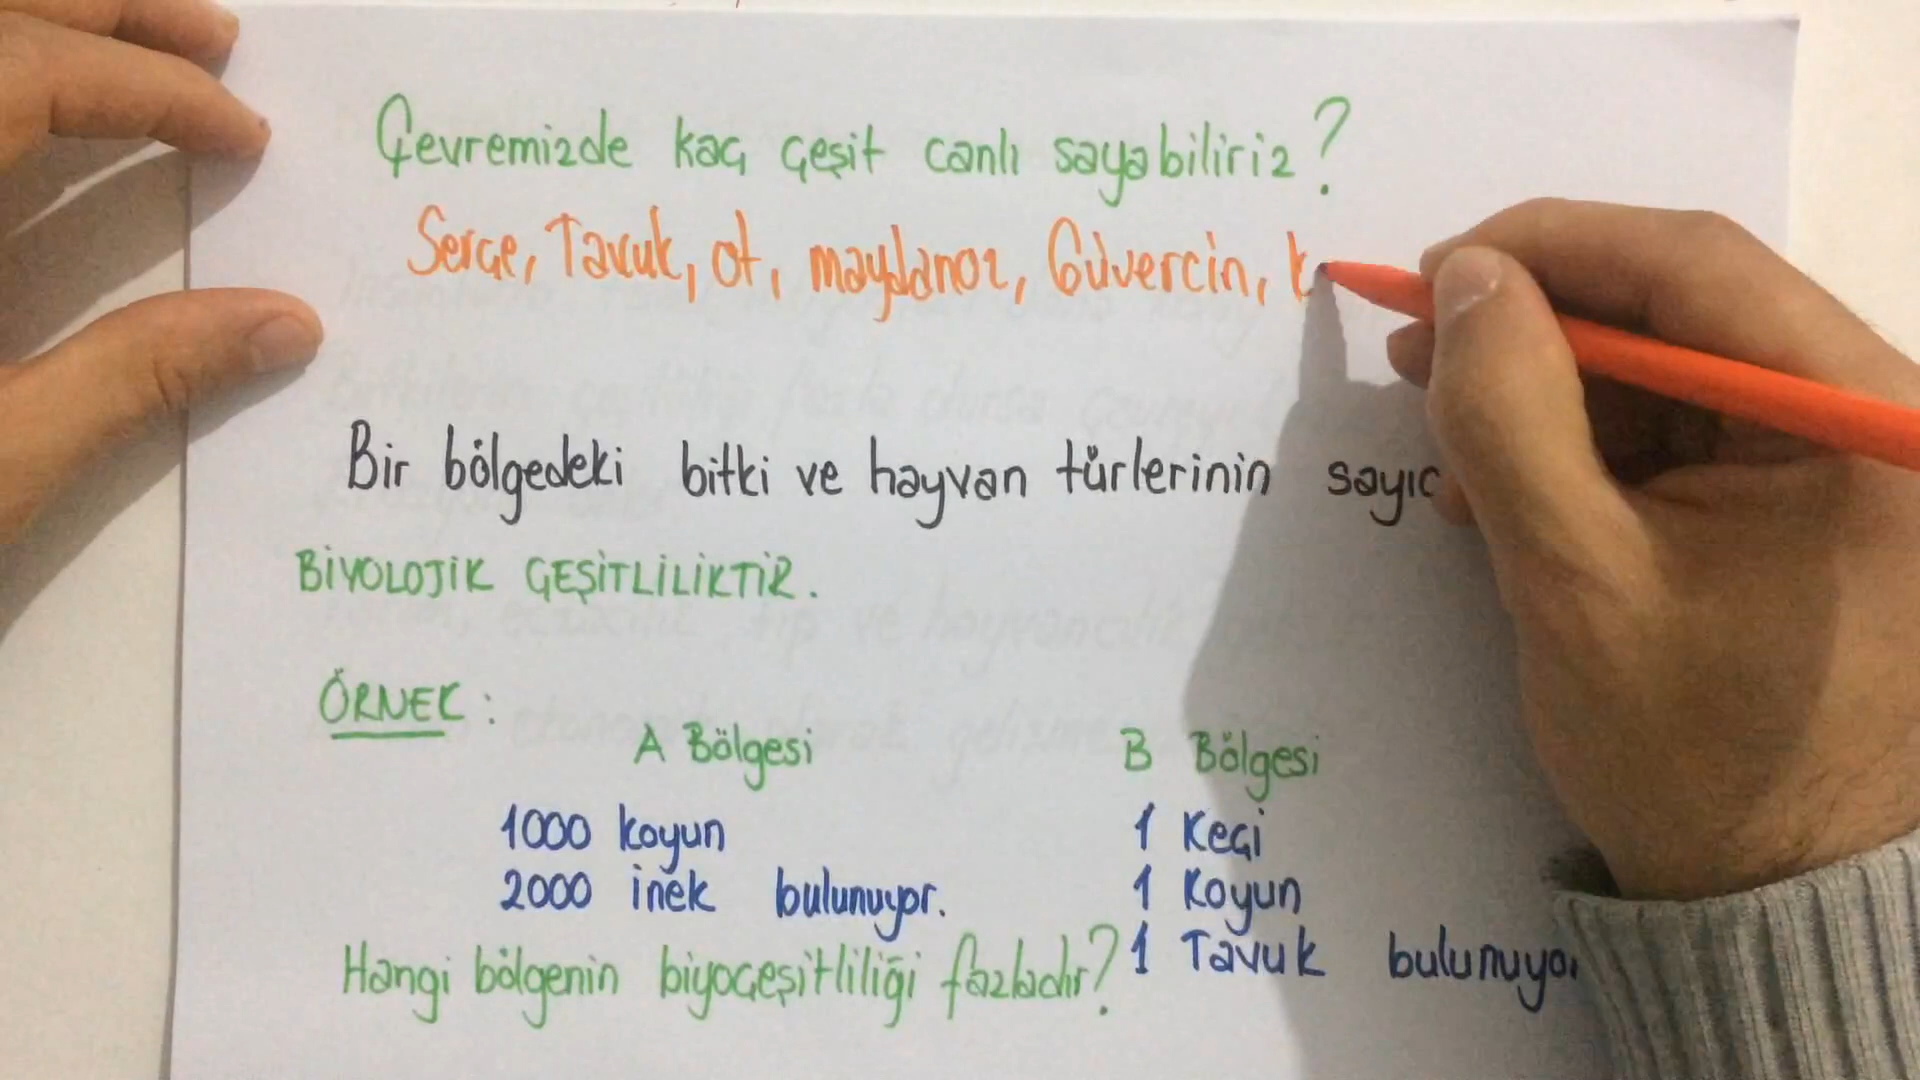 Çevremizde kaç çeşit canlı sayabiliriz?
Serçe, Tavuk, ot, maydanoz, Güvercin, k
Bir bölgedeki bitki ve hayvan türlerinin
BİYOLOJİK ÇEŞİTLİLİKTİR.
ÖRNEK:
A Bölgesi
1000 koyun
2000 inek bulunuyor.
B Bölgesi
1 Keçi
1 Koyun
1 Tavuk
Hangi bölgenin biyoçeşitliliği fazladır?